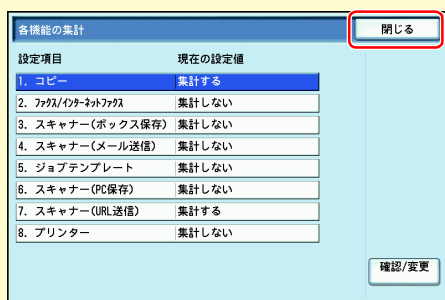 各機能の集計 閉じる
設定項目 現在の設定値
1. コピー 集計する
2. ﾌｧｸｽ/ｲﾝﾀｰﾈｯﾄﾌｧｸｽ 集計しない
3. スキャナー(ボックス保存) 集計しない
4. スキャナー(メール送信) 集計しない
5. ジョブテンプレート 集計しない
6. スキャナー(PC保存) 集計しない
7. スキャナー(URL送信) 集計する
8. プリンター 集計しない
確認/変更